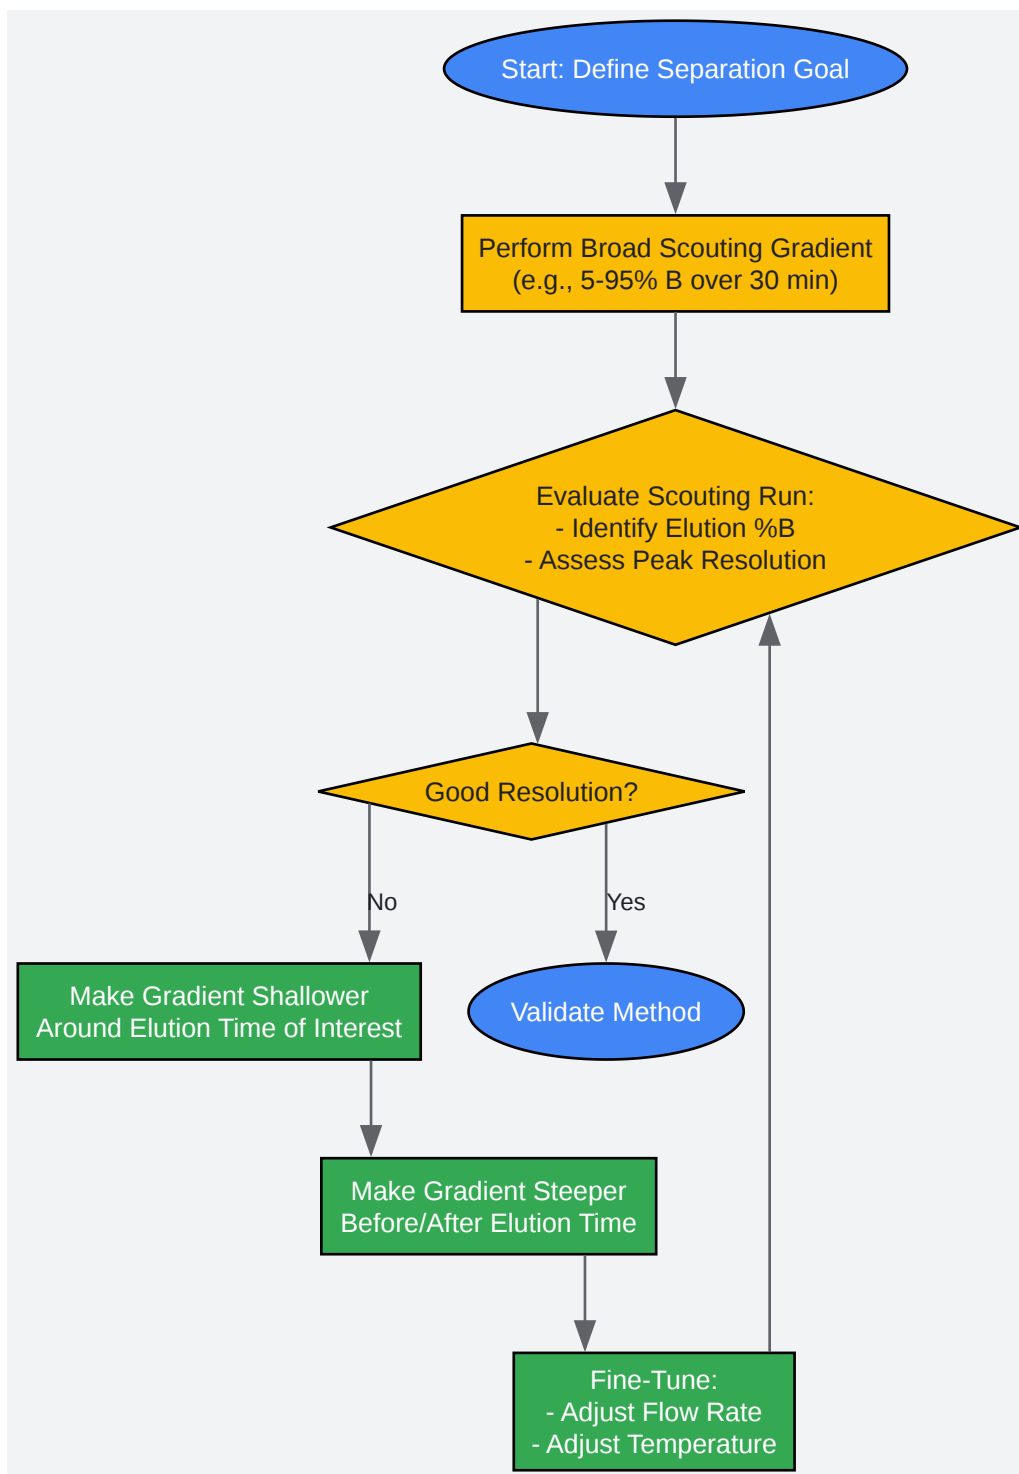 Start: Define Separation Goal
Perform Broad Scouting Gradient
(e.g., 5-95% B over 30 min)
Evaluate Scouting Run:
- Identify Elution %B
- Assess Peak Resolution
Good Resolution?
No
Yes
Make Gradient Shallower
Around Elution Time of Interest
Validate Method
Make Gradient Steeper
Before/After Elution Time
Fine-Tune:
- Adjust Flow Rate
- Adjust Temperature